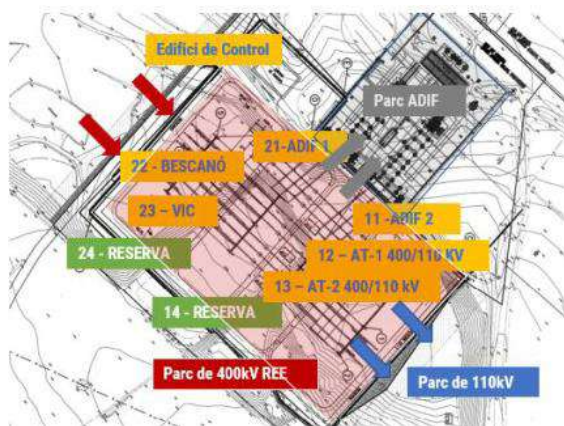 Edifici de Control
Parc ADIF
21-ADIF 1
22 - BESCANÓ
23 – VIC
11 -ADIF 2
24 - RESERVA
12 – AT-1 400/110 KV
13 – AT-2 400/110 kV
14 - RESERVA
Parc de 400kV REE
Parc de 110kV